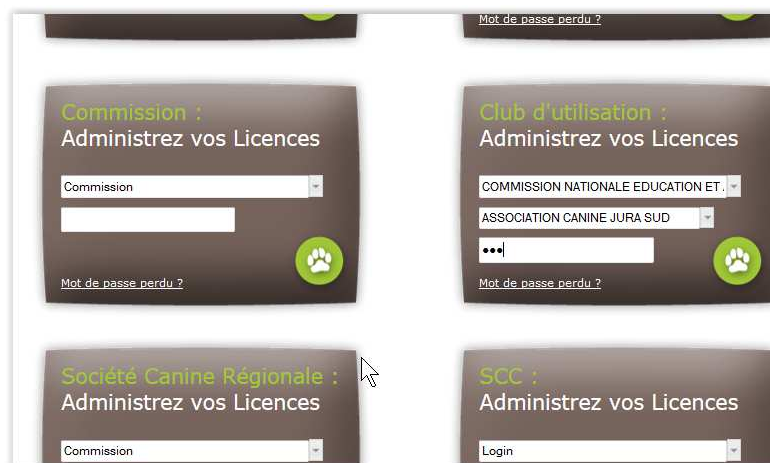 Mot de passe perdu ?
Commission :
Administrez vos Licences
Commission
Mot de passe perdu ?
Club d'utilisation :
Administrez vos Licences
COMMISSION NATIONALE EDUCATION ET .
ASSOCIATION CANINE JURA SUD
•••
Mot de passe perdu ?
Société Canine Régionale :
Administrez vos Licences
Commission
SCC :
Administrez vos Licences
Login